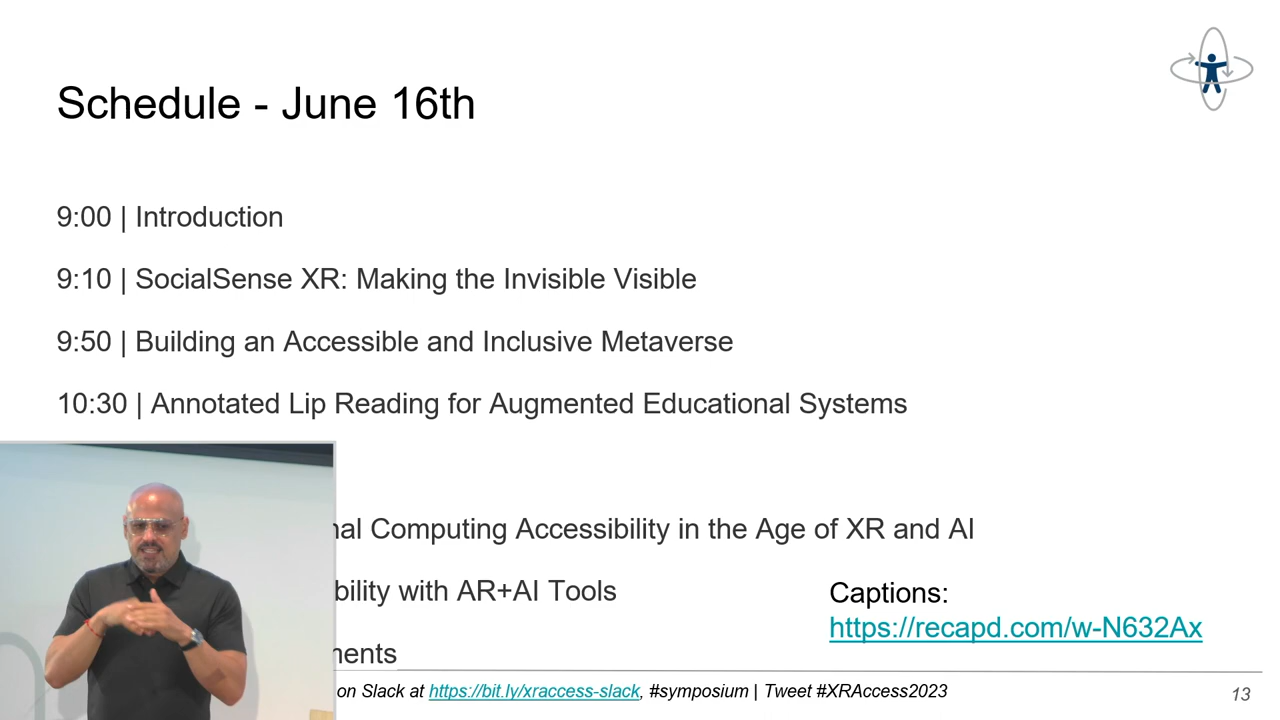 Schedule - June 16th
9:00 | Introduction
9:10 | SocialSense XR: Making the Invisible Visible
9:50 | Building an Accessible and Inclusive Metaverse
10:30 | Annotated Lip Reading for Augmented Educational Systems
Computing Accessibility in the Age of XR and AI
with AR+AI Tools
Captions:
https://recapd.com/w-N632Ax
on Slack at https://bit.ly/xraccess-slack, #symposium | Tweet #XRAccess2023
13